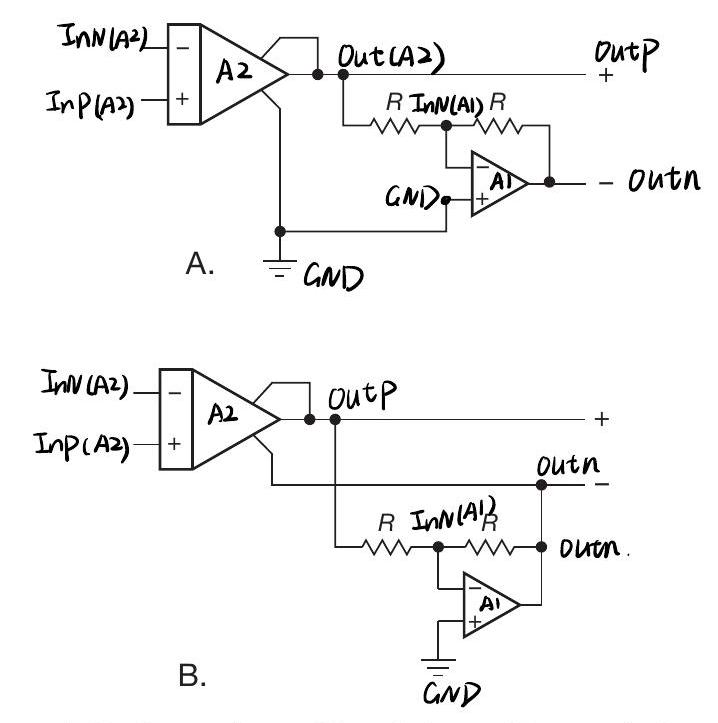 InN(A2)
−
A2
Out(A2)
OutP
+
InP(A2)
+
R
InN(A1)
R
−
A1
GND
+
−
Outn
A.
GND
InN(A2)
−
A2
OutP
+
InP(A2)
+
Outn
−
R
InN(A1)
R
Outn.
−
A1
+
B.
GND